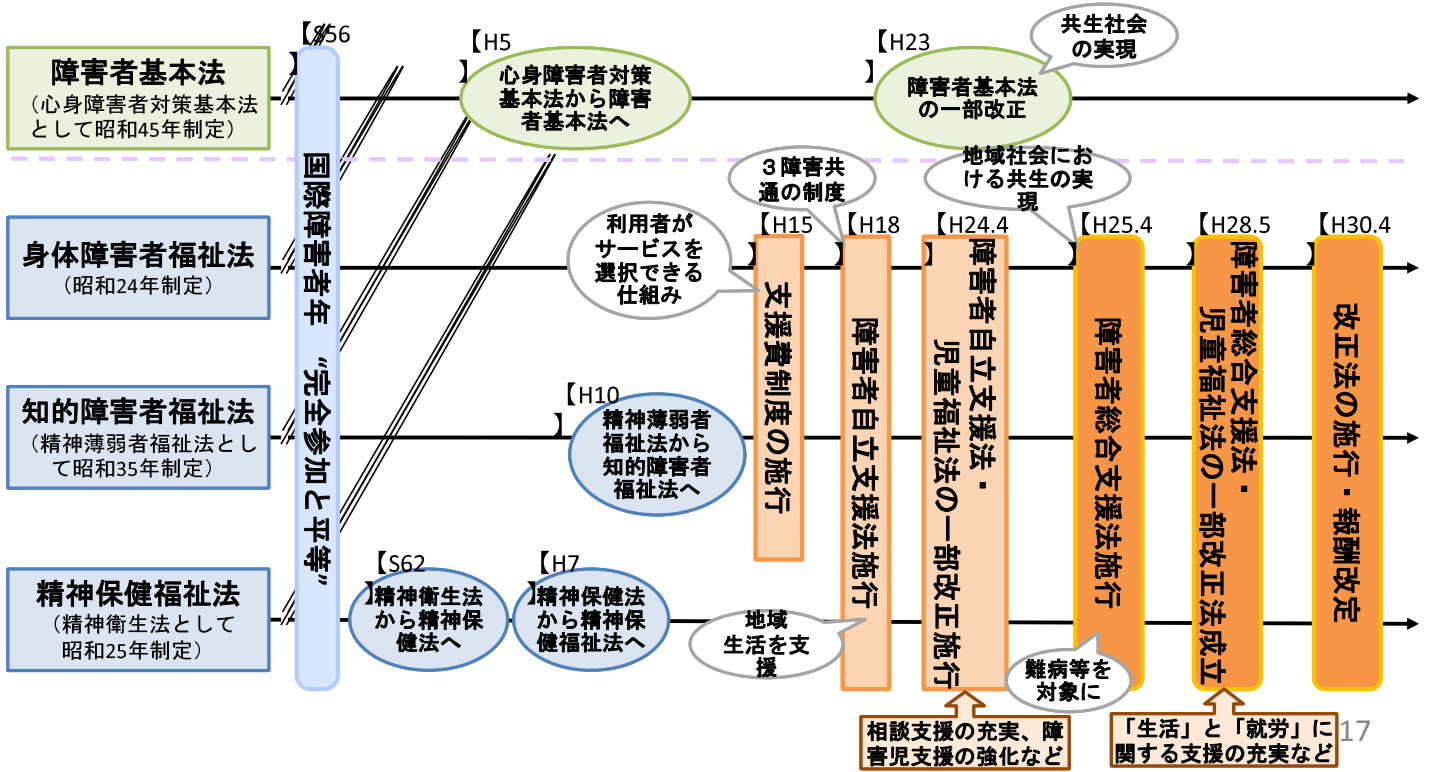 障害者基本法
（心身障害者対策基本法
として昭和45年制定）
【S56
】
国際障害者年　“完全参加と平等”
【H5
】
心身障害者対策
基本法から障害
者基本法へ
【H23
】
障害者基本法
の一部改正
共生社会
の実現
身体障害者福祉法
（昭和24年制定）
利用者が
サービスを
選択できる
仕組み
【H15
】
支援費制度の施行
３障害共
通の制度
【H18
】
障害者自立支援法施行
【H24.4
】
障害者自立支援法・
児童福祉法の一部改正施行
地域社会にお
ける共生の実
現
【H25.4
】
障害者総合支援法施行
【H28.5
】
障害者総合支援法・
児童福祉法の一部改正法成立
【H30.4
】
改正法の施行・報酬改定
知的障害者福祉法
（精神薄弱者福祉法とし
て昭和35年制定）
【H10
】
精神薄弱者
福祉法から
知的障害者
福祉法へ
精神保健福祉法
（精神衛生法として
昭和25年制定）
【S62
】
精神衛生法
から精神保
健法へ
【H7
】
精神保健法
から精神保
健福祉法へ
地域
生活を支
援
難病等を
対象に
相談支援の充実、障
害児支援の強化など
「生活」と「就労」に
関する支援の充実など
17